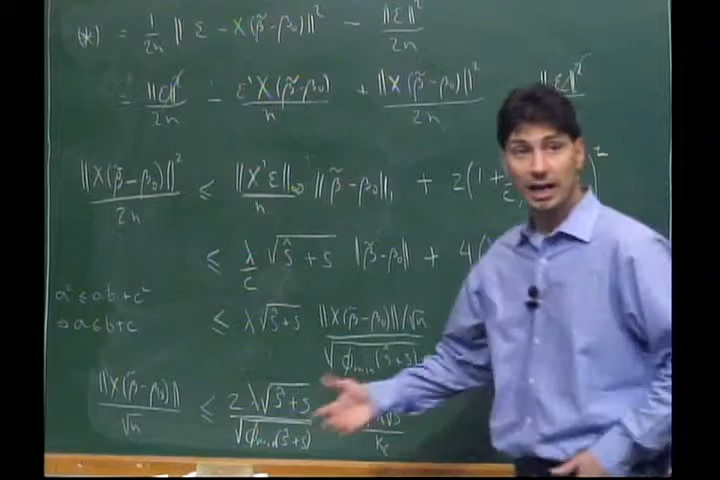 (*) = 1/2n ‖ε − X(β̃−β₀)‖² − ‖ε‖²/2n
= ‖ε‖²/2n − ε'X(β̃−β₀)/n + ‖X(β̃−β₀)‖²/2n ‖ε‖²
‖X(β̃−β₀)‖²/2n ≤ ‖X'ε‖∞/n ‖β̃−β₀‖₁ + 2(1+ )²
≤ λ/c √(ŝ+s) ‖β̃−β₀‖ + 4(
a² ≤ ab+c²
≤ λ√(ŝ+s) ‖X(β̃−β₀)‖/√n / √(φmin(ŝ+s))
⇒ a≤b+c
‖X(β̃−β₀)‖/√n ≤ 2λ√(ŝ+s)/√(φmin(ŝ+s))